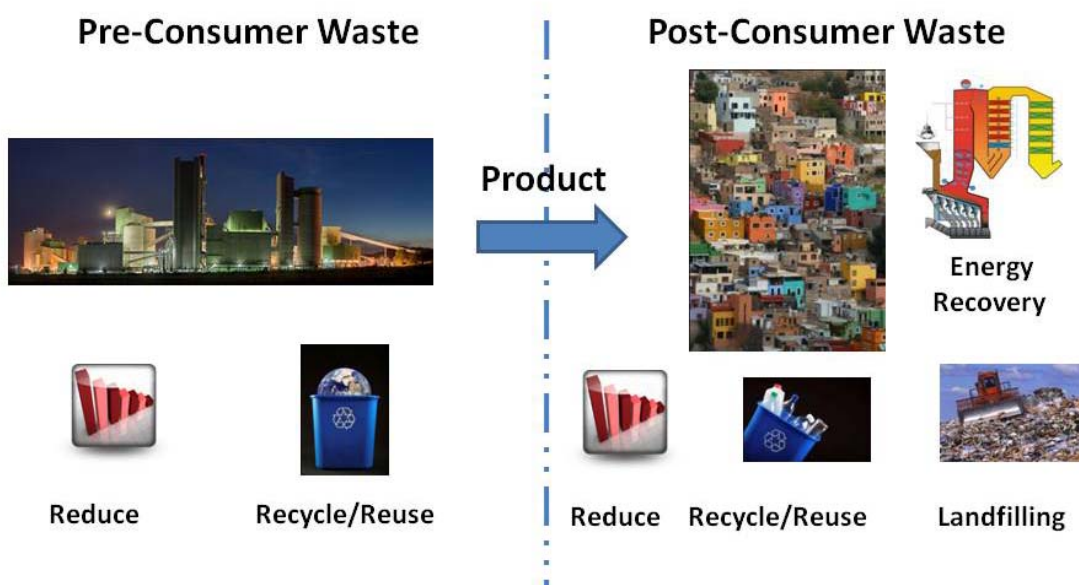 Pre-Consumer Waste
Post-Consumer Waste
Product
Energy
Recovery
Reduce
Recycle/Reuse
Reduce
Recycle/Reuse
Landfilling